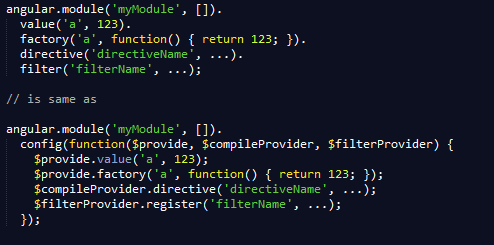 angular.module('myModule', []).
  value('a', 123).
  factory('a', function() { return 123; }).
  directive('directiveName', ...).
  filter('filterName', ...);
// is same as
angular.module('myModule', []).
  config(function($provide, $compileProvider, $filterProvider) {
    $provide.value('a', 123);
    $provide.factory('a', function() { return 123; });
    $compileProvider.directive('directiveName', ...);
    $filterProvider.register('filterName', ...);
  });